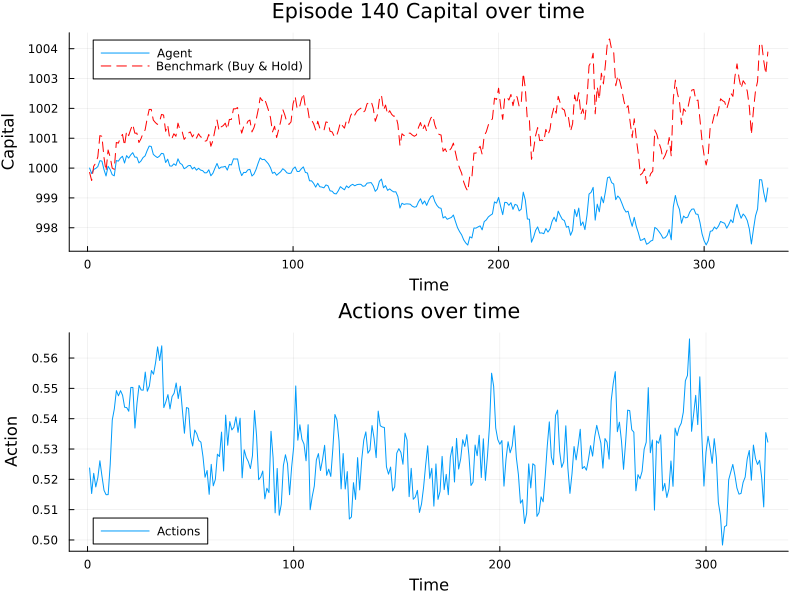 Episode 140 Capital over time
Agent
Benchmark (Buy & Hold)
Capital
1004
1003
1002
1001
1000
999
998
0 100 200 300
Time
Actions over time
Action
0.56
0.55
0.54
0.53
0.52
0.51
0.50
Actions
0 100 200 300
Time